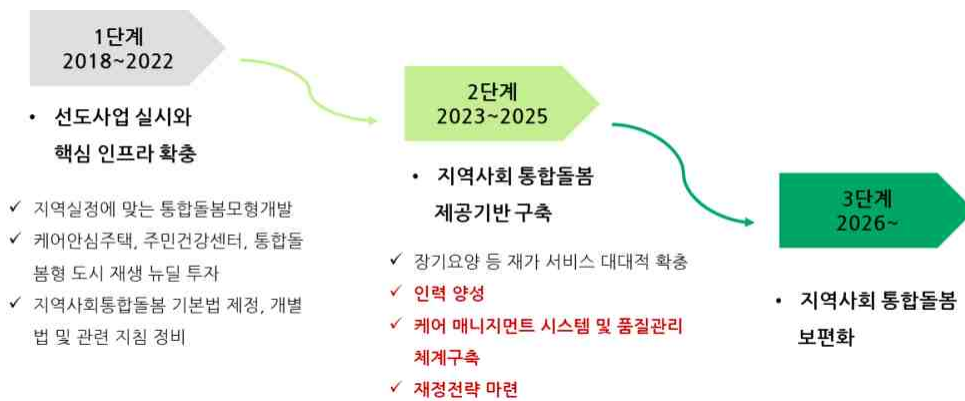 1단계
2018~2022
• 선도사업 실시와
핵심 인프라 확충
✓ 지역실정에 맞는 통합돌봄모형개발
✓ 케어안심주택, 주민건강센터, 통합돌
봄형 도시 재생 뉴딜 투자
✓ 지역사회통합돌봄 기본법 제정, 개별
법 및 관련 지침 정비
2단계
2023~2025
• 지역사회 통합돌봄
제공기반 구축
✓ 장기요양 등 재가 서비스 대대적 확충
✓ 인력 양성
✓ 케어 매니지먼트 시스템 및 품질관리
체계구축
✓ 재정전략 마련
3단계
2026~
• 지역사회 통합돌봄
보편화